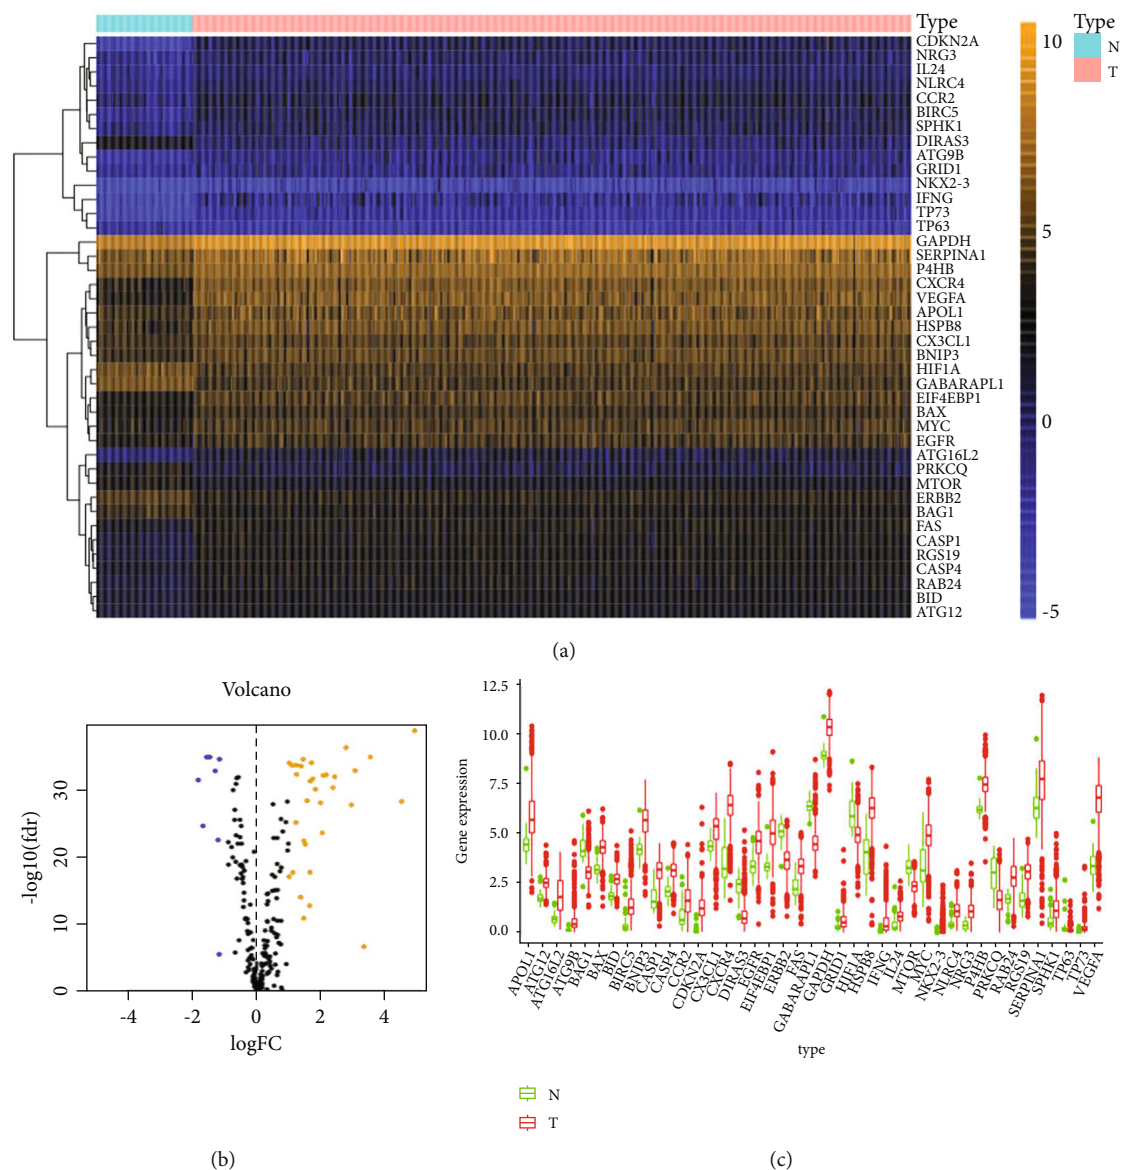 Type
CDKN2A
NRG3
IL24
NLRC4
CCR2
BIRC5
SPHK1
DIRAS3
ATG9B
GRID1
NKX2-3
IFNG
TP73
TP63
GAPDH
SERPINA1
P4HB
CXCR4
VEGFA
APOL1
HSPB8
CX3CL1
BNIP3
HIF1A
GABARAPL1
EIF4EBP1
BAX
MYC
EGFR
ATG16L2
PRKCQ
MTOR
ERBB2
BAG1
FAS
CASP1
RGS19
CASP4
RAB24
BID
ATG12
10
5
0
-5
Type
N
T
(a)
Volcano
-log10(fdr)
30
20
10
0
-4 -2 0 2 4
logFC
(b)
Gene expression
12.5
10.0
7.5
5.0
2.5
0.0
APOL1
ATG12
ATG16L2
ATG9B
BAG1
BAX
BID
BIRC5
BNIP3
CASP1
CASP4
CCR2
CDKN2A
CX3CL1
CXCR4
DIRAS3
EGFR
EIF4EBP1
ERBB2
FAS
GABARAPL1
GAPDH
GRID1
HIF1A
HSPB8
IFNG
IL24
MTOR
MYC
NKX2-3
NLRC4
NRG3
P4HB
PRKCQ
RAB24
RGS19
SERPINA1
SPHK1
TP63
TP73
VEGFA
type
N
T
(c)